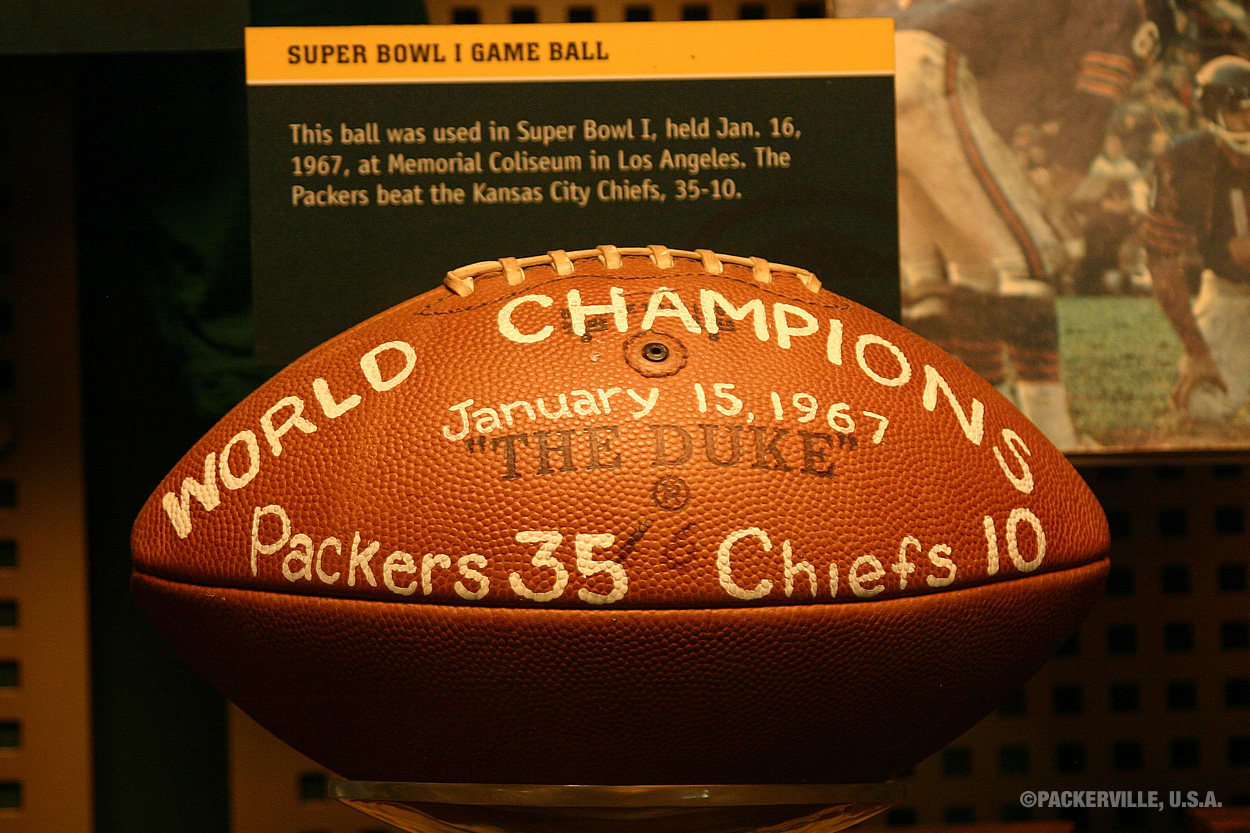 SUPER BOWL I GAME BALL
This ball was used in Super Bowl I, held Jan. 16,
1967, at Memorial Coliseum in Los Angeles. The
Packers beat the Kansas City Chiefs, 35-10.
WORLD CHAMPIONS
January 15, 1967
"THE DUKE"
®
Packers 35 Chiefs 10
©PACKERVILLE, U.S.A.